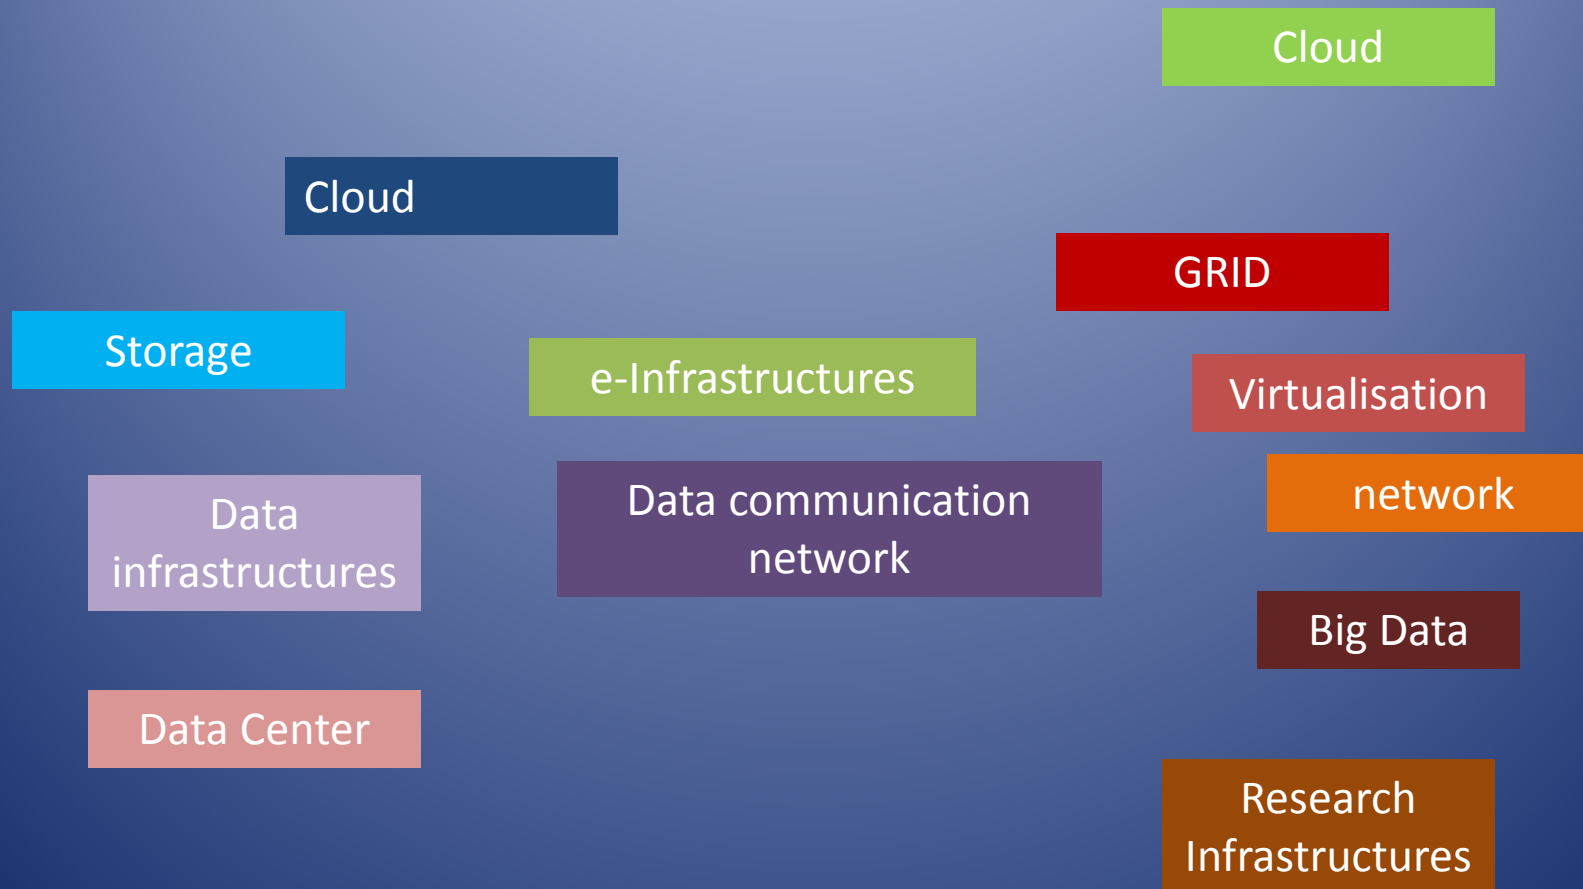 Cloud
Cloud
GRID
Storage
e-Infrastructures
Virtualisation
network
Data
infrastructures
Data communication
network
Big Data
Data Center
Research
Infrastructures